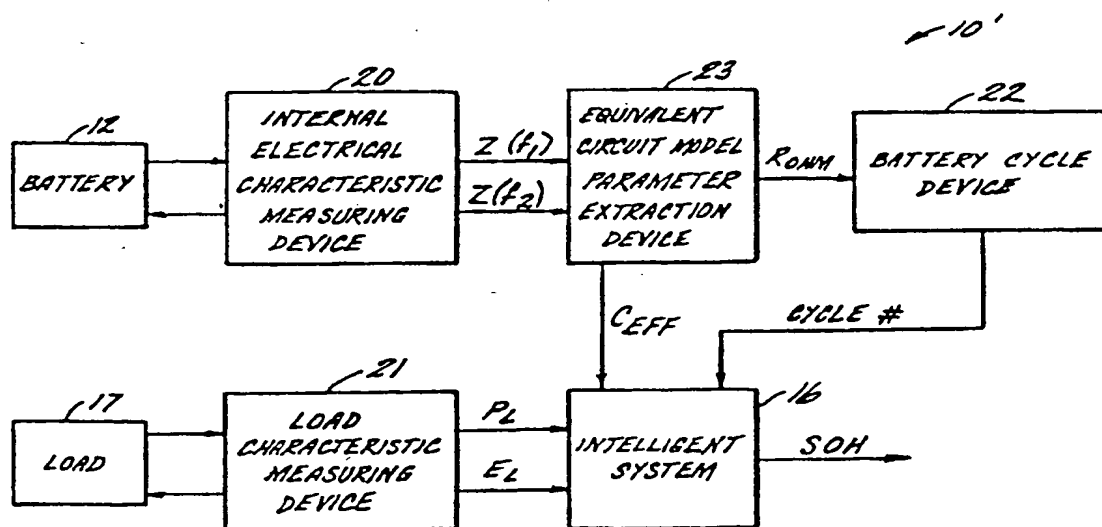 10'
20
23
22
12
BATTERY
INTERNAL
ELECTRICAL
CHARACTERISTIC
MEASURING
DEVICE
Z (f1)
Z(f2)
EQUIVALENT
CIRCUIT MODEL
PARAMETER
EXTRACTION
DEVICE
ROHM
BATTERY CYCLE
DEVICE
CEFF
CYCLE #
17
LOAD
21
LOAD
CHARACTERISTIC
MEASURING
DEVICE
PL
EL
16
INTELLIGENT
SYSTEM
SOH